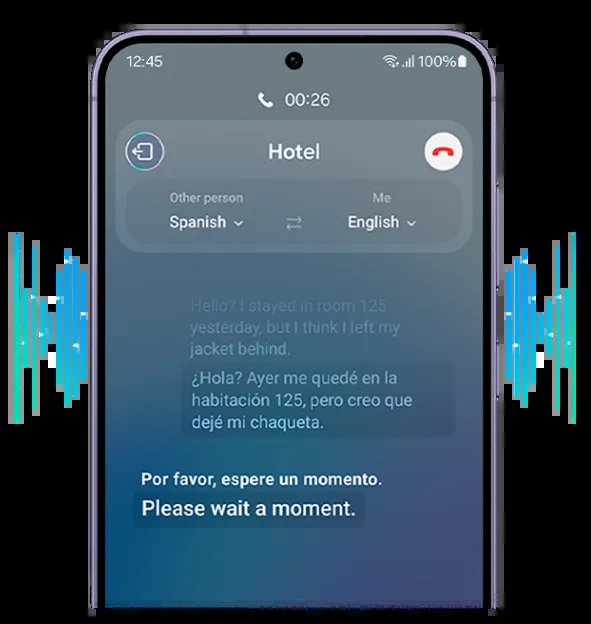 12:45
100%
00:26
Hotel
Other person
Me
Spanish
English
Hello? I stayed in room 125
yesterday, but I think I left my
jacket behind.
¿Hola? Ayer me quedé en la
habitación 125, pero creo que
dejé mi chaqueta.
Por favor, espere un momento.
Please wait a moment.